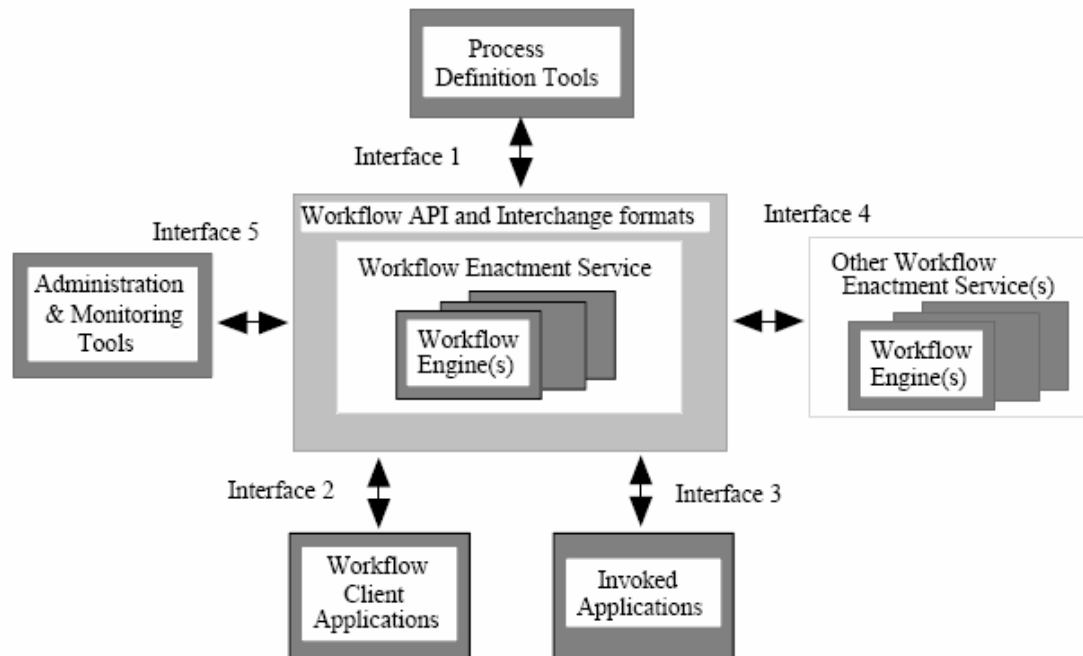 Process
Definition Tools
Interface 1
Workflow API and Interchange formats
Interface 4
Interface 5
Workflow Enactment Service
Other Workflow
Enactment Service(s)
Administration
& Monitoring
Tools
Workflow
Engine(s)
Workflow
Engine(s)
Interface 2
Interface 3
Workflow
Client
Applications
Invoked
Applications